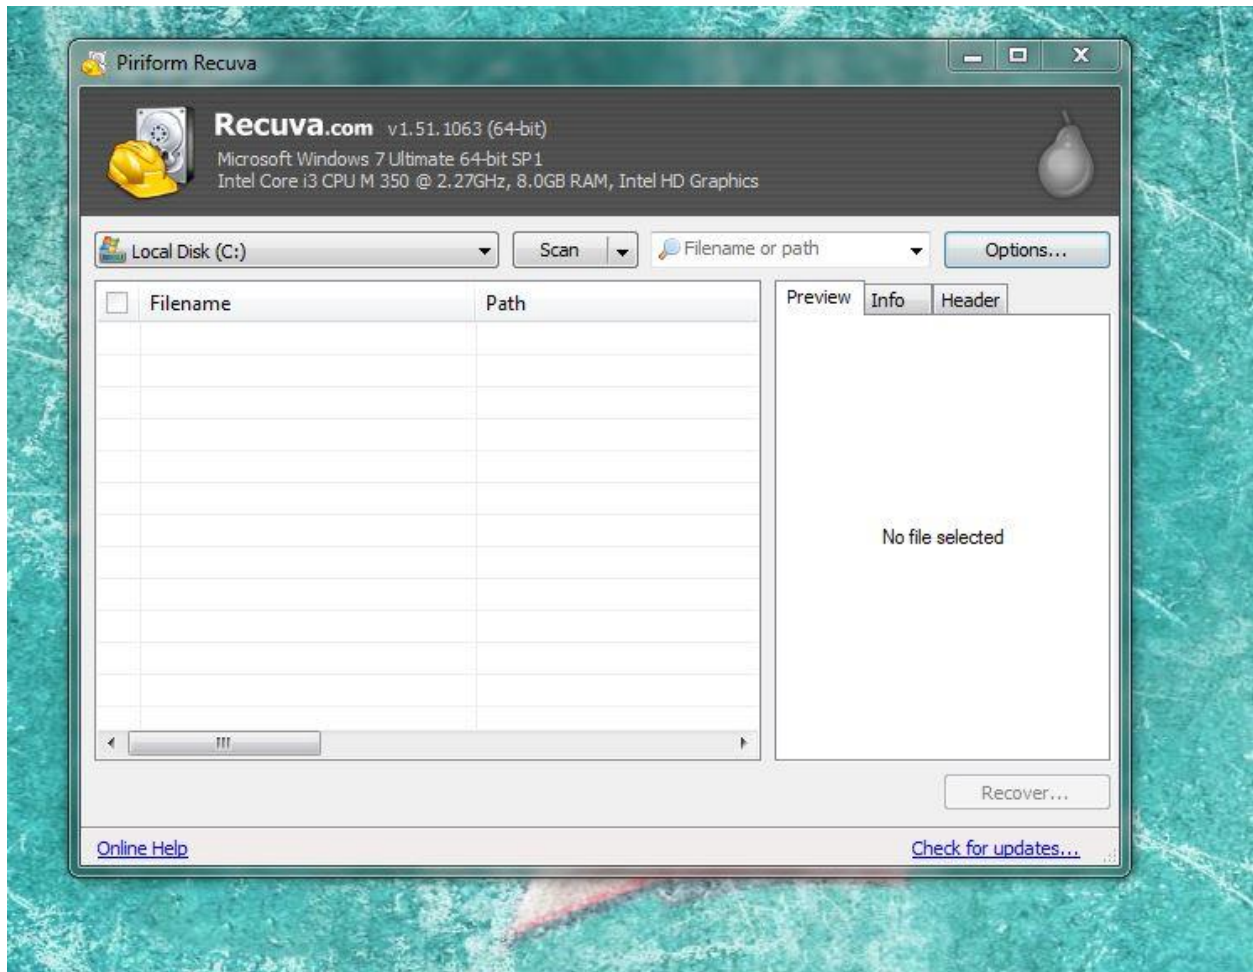 Piriform Recuva
Recuva.com v1.51.1063 (64-bit)
Microsoft Windows 7 Ultimate 64-bit SP1
Intel Core i3 CPU M 350 @ 2.27GHz, 8.0GB RAM, Intel HD Graphics
Local Disk (C:) Scan Filename or path Options...
Filename Path Preview Info Header
No file selected
Recover...
Online Help Check for updates...